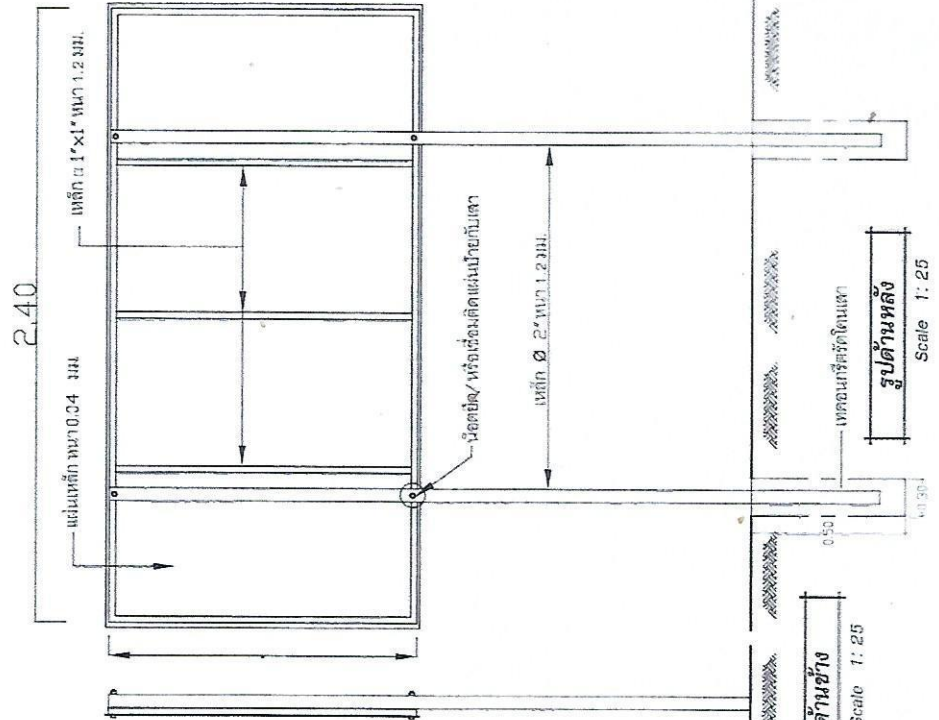 2.40
แผ่นเหล็ก หนา 0.04 มม.
เหล็ก ㅁ 1"x1" หนา 1.2 มม.
น๊อตยึด/หรือเชื่อมติดแผ่นป้ายกับเสา
เหล็ก Ø 2" หนา 1.2 มม.
เทคอนกรีตรัดโคนเสา
0.50
0.30
รูปด้านหลัง
Scale 1: 25
ด้านข้าง
Scale 1: 25